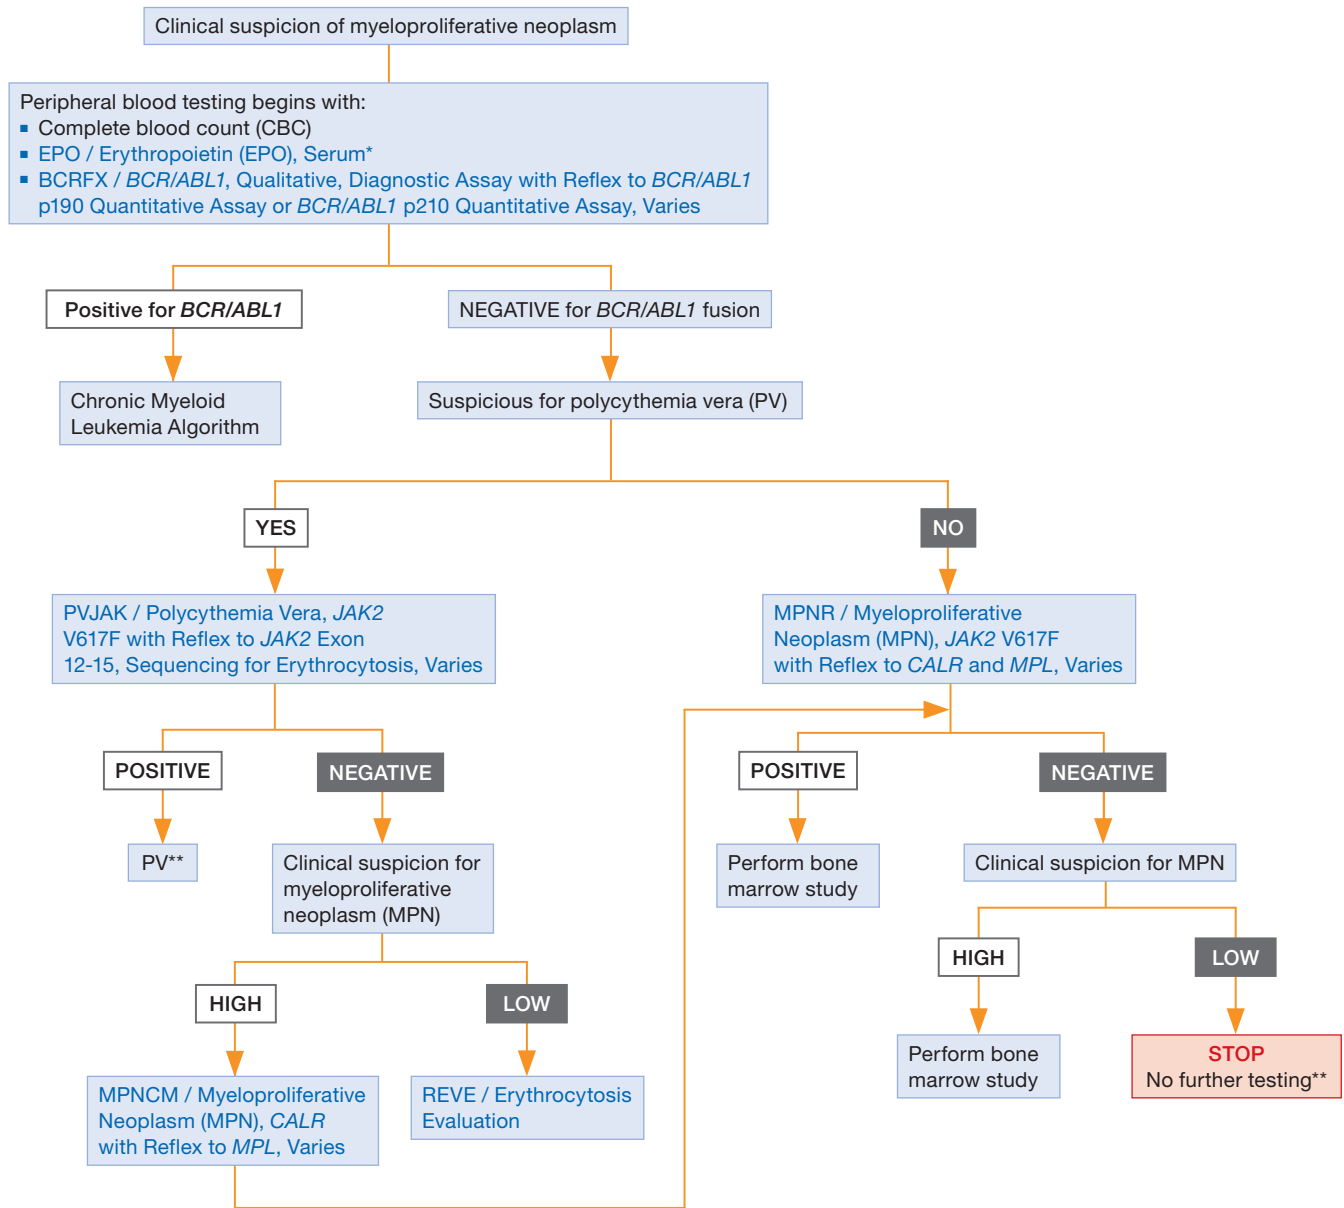 Clinical suspicion of myeloproliferative neoplasm
Peripheral blood testing begins with:
▪ Complete blood count (CBC)
▪ EPO / Erythropoietin (EPO), Serum*
▪ BCRFX / BCR/ABL1, Qualitative, Diagnostic Assay with Reflex to BCR/ABL1
p190 Quantitative Assay or BCR/ABL1 p210 Quantitative Assay, Varies
Positive for BCR/ABL1
NEGATIVE for BCR/ABL1 fusion
Chronic Myeloid
Leukemia Algorithm
Suspicious for polycythemia vera (PV)
YES
NO
PVJAK / Polycythemia Vera, JAK2
V617F with Reflex to JAK2 Exon
12-15, Sequencing for Erythrocytosis, Varies
MPNR / Myeloproliferative
Neoplasm (MPN), JAK2 V617F
with Reflex to CALR and MPL, Varies
POSITIVE
NEGATIVE
POSITIVE
NEGATIVE
PV**
Clinical suspicion for
myeloproliferative
neoplasm (MPN)
Perform bone
marrow study
Clinical suspicion for MPN
HIGH
LOW
HIGH
LOW
MPNCM / Myeloproliferative
Neoplasm (MPN), CALR
with Reflex to MPL, Varies
REVE / Erythrocytosis
Evaluation
Perform bone
marrow study
STOP
No further testing**